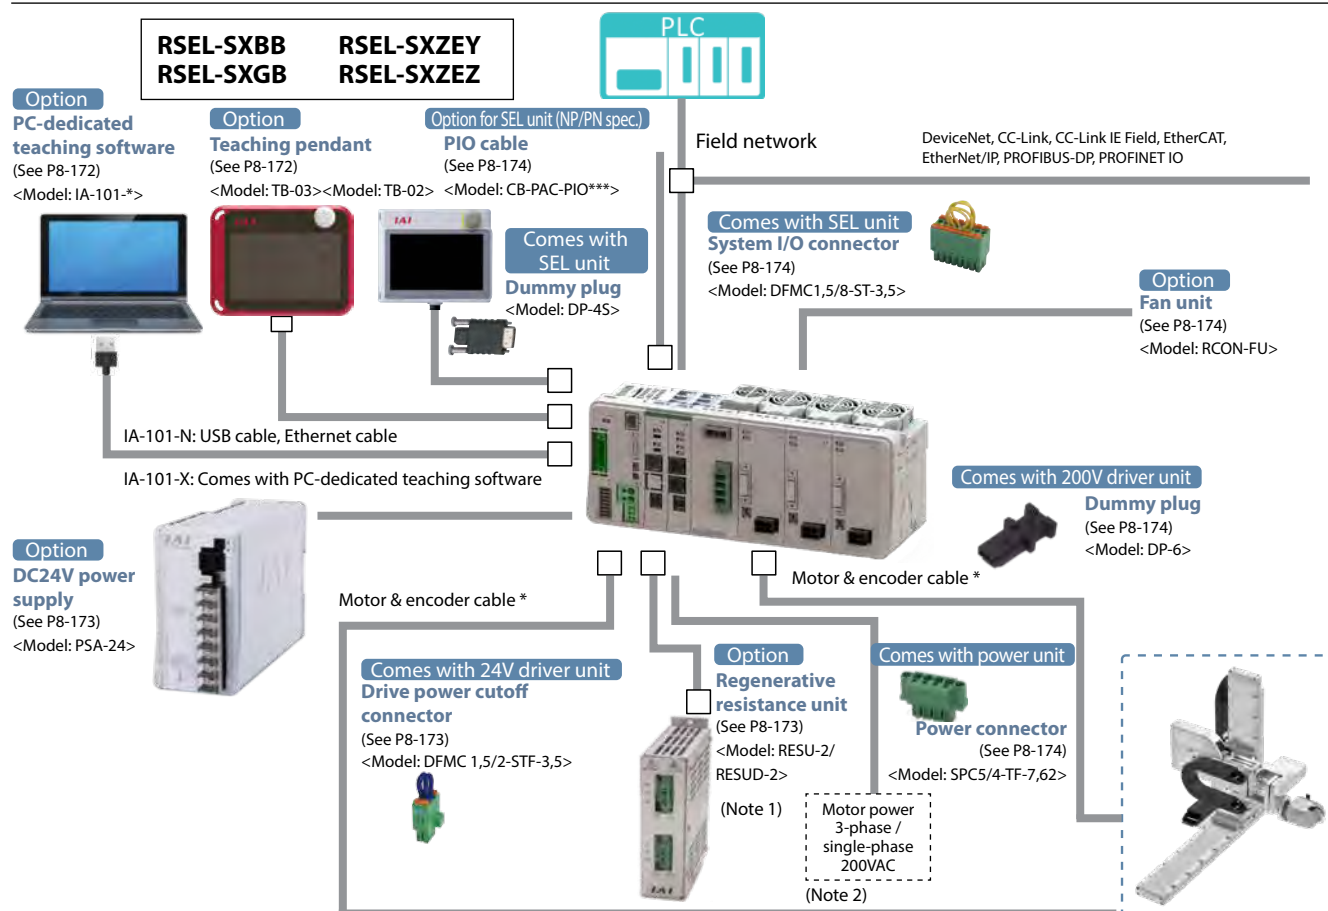 RSEL-SXBB RSEL-SXZEY
RSEL-SXGB RSEL-SXZEZ
PLC
Option
PC-dedicated
teaching software
(See P8-172)
<Model: IA-101-*>
Option
Teaching pendant
(See P8-172)
<Model: TB-03><Model: TB-02>
Option for SEL unit (NP/PN spec.)
PIO cable
(See P8-174)
<Model: CB-PAC-PIO***>
Field network
DeviceNet, CC-Link, CC-Link IE Field, EtherCAT,
EtherNet/IP, PROFIBUS-DP, PROFINET IO
IAI
IAI
Comes with
SEL unit
Dummy plug
<Model: DP-4S>
Comes with SEL unit
System I/O connector
(See P8-174)
<Model: DFMC1,5/8-ST-3,5>
Option
Fan unit
(See P8-174)
<Model: RCON-FU>
IA-101-N: USB cable, Ethernet cable
IA-101-X: Comes with PC-dedicated teaching software
Comes with 200V driver unit
Dummy plug
(See P8-174)
<Model: DP-6>
Option
DC24V power
supply
(See P8-173)
<Model: PSA-24>
IAI
IAI
Motor & encoder cable *
Motor & encoder cable *
Comes with 24V driver unit
Drive power cutoff
connector
(See P8-173)
<Model: DFMC 1,5/2-STF-3,5>
Option
Regenerative
resistance unit
(See P8-173)
<Model: RESU-2/
RESUD-2>
(Note 1)
IAI
Comes with power unit
Power connector
(See P8-174)
<Model: SPC5/4-TF-7,62>
Motor power
3-phase /
single-phase
200VAC
(Note 2)